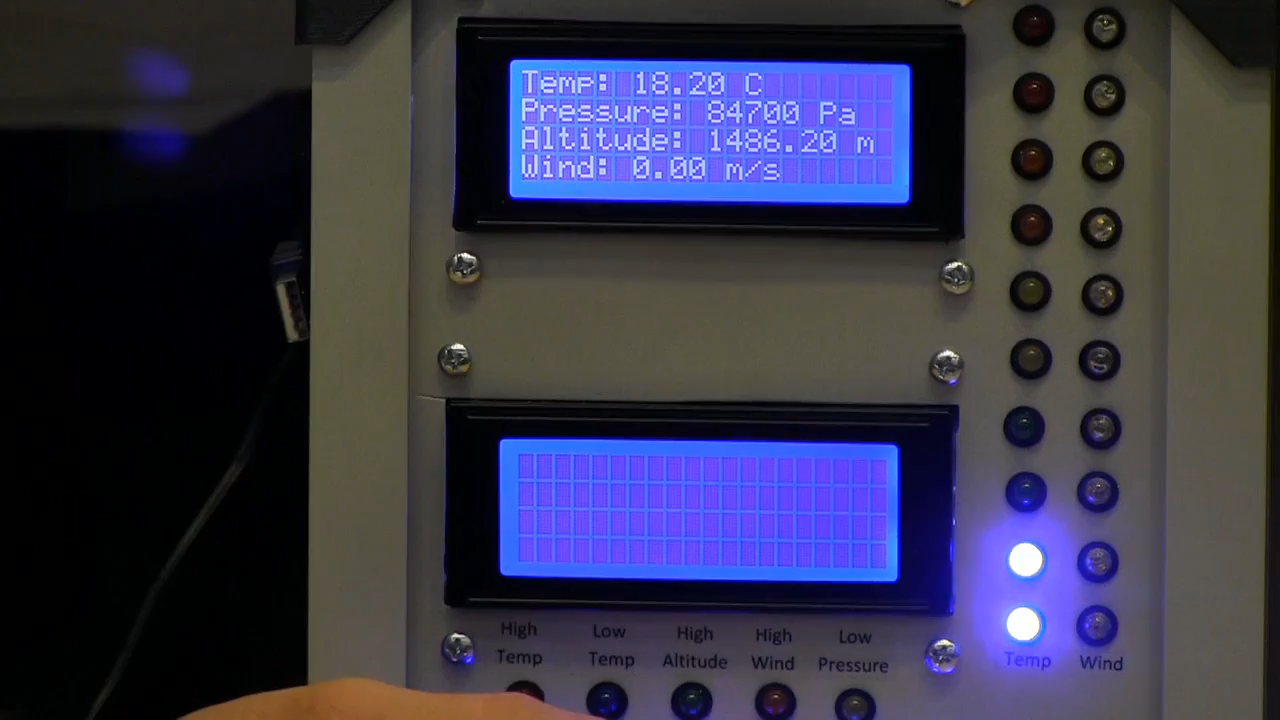 Temp: 18.20 C
Pressure: 84700 Pa
Altitude: 1486.20 m
Wind: 0.00 m/s
High Temp
Low Temp
High Altitude
High Wind
Low Pressure
Temp
Wind